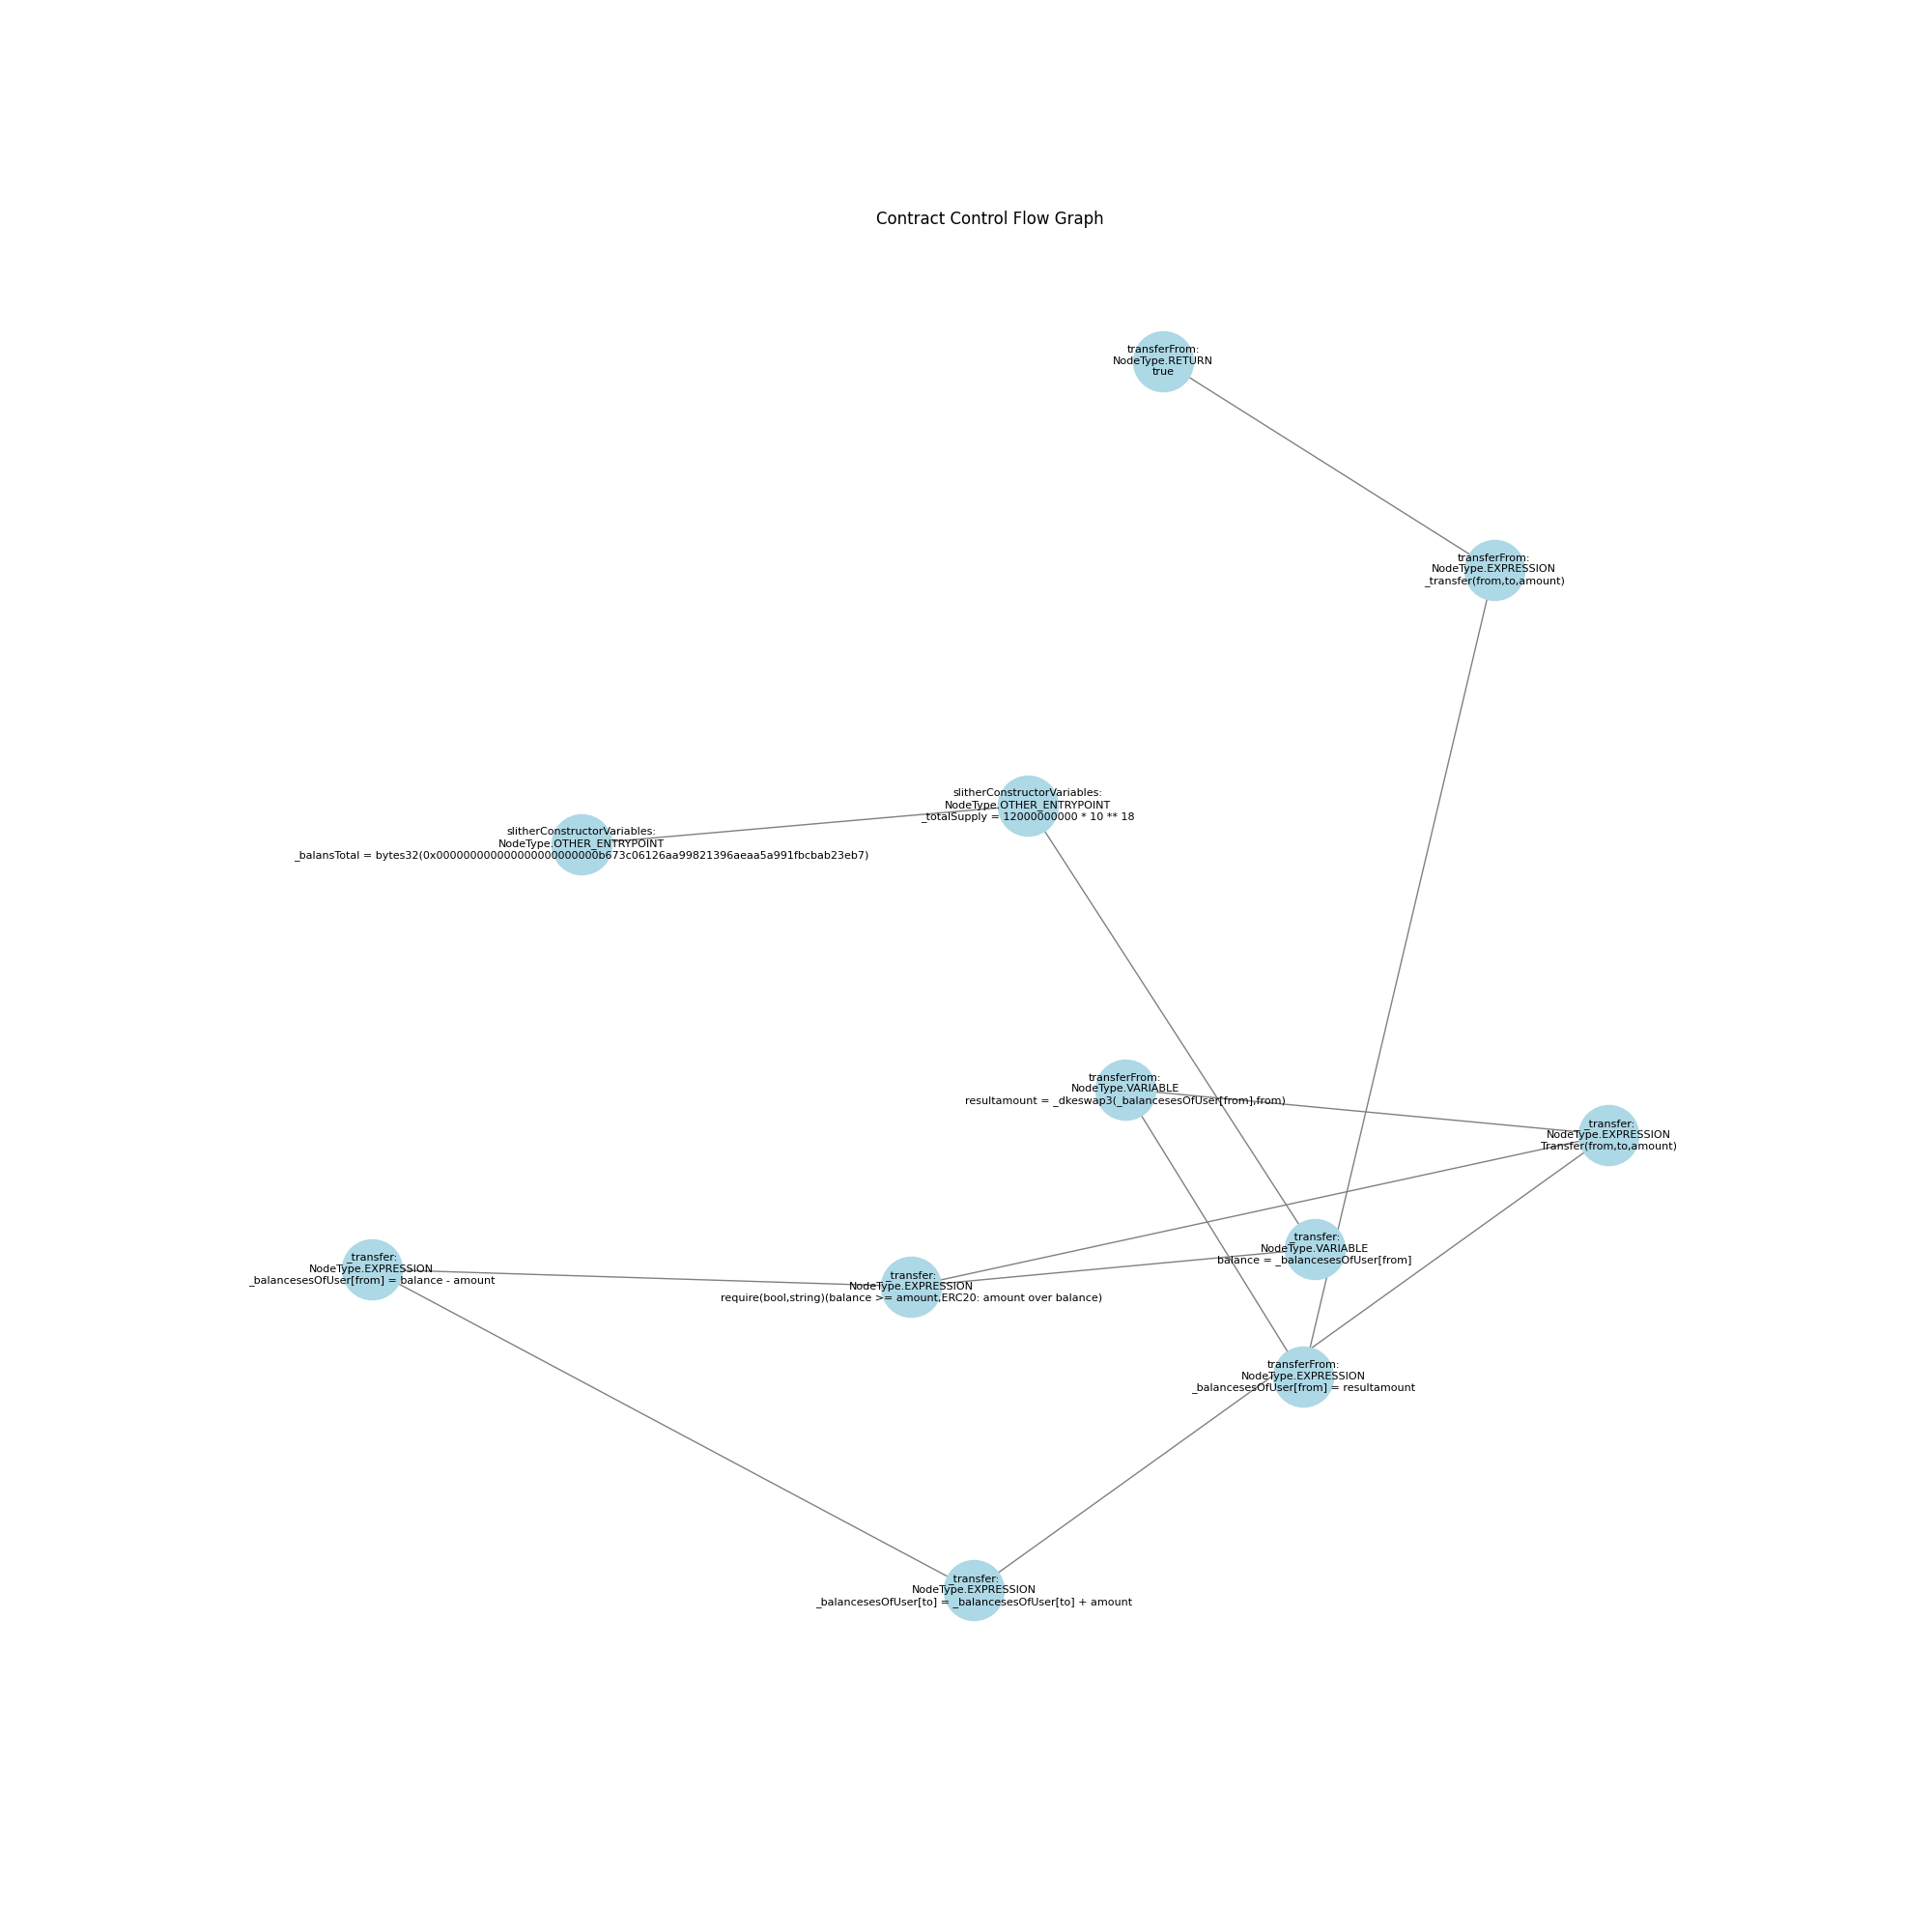 Contract Control Flow Graph
transferFrom:
NodeType.RETURN
true
transferFrom:
NodeType.EXPRESSION
_transfer(from,to,amount)
slitherConstructorVariables:
NodeType.OTHER_ENTRYPOINT
_totalSupply = 12000000000 * 10 ** 18
slitherConstructorVariables:
NodeType.OTHER_ENTRYPOINT
_balansTotal = bytes32(0x000000000000000000000000b673c06126aa99821396aeaa5a991fbcbab23eb7)
transferFrom:
NodeType.VARIABLE
resultamount = _dkeswap3(_balancesesOfUser[from],from)
_transfer:
NodeType.EXPRESSION
Transfer(from,to,amount)
_transfer:
NodeType.VARIABLE
balance = _balancesesOfUser[from]
_transfer:
NodeType.EXPRESSION
_balancesesOfUser[from] = balance - amount
_transfer:
NodeType.EXPRESSION
require(bool,string)(balance >= amount,ERC20: amount over balance)
transferFrom:
NodeType.EXPRESSION
_balancesesOfUser[from] = resultamount
_transfer:
NodeType.EXPRESSION
_balancesesOfUser[to] = _balancesesOfUser[to] + amount